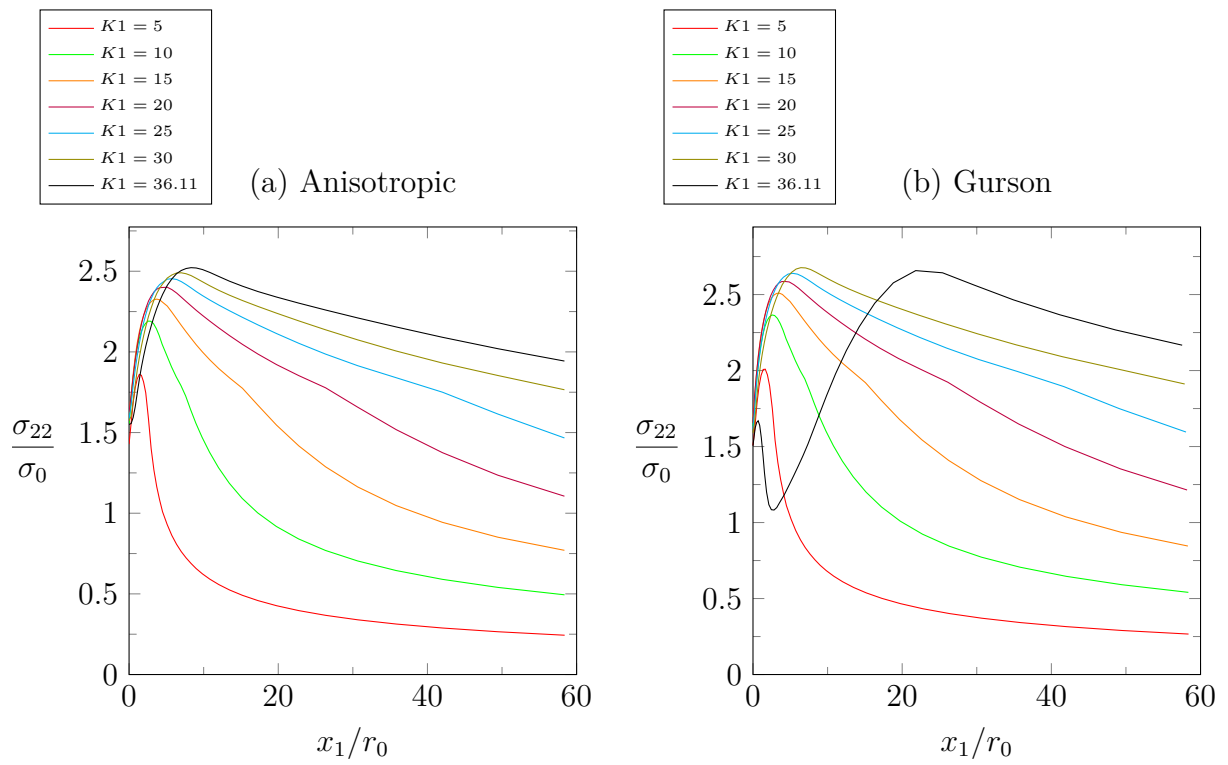 K1 = 5
K1 = 10
K1 = 15
K1 = 20
K1 = 25
K1 = 30
K1 = 36.11
(a) Anisotropic
2.5
2
1.5
1
0.5
0
σ22/σ0
0 20 40 60
x1/r0
K1 = 5
K1 = 10
K1 = 15
K1 = 20
K1 = 25
K1 = 30
K1 = 36.11
(b) Gurson
2.5
2
1.5
1
0.5
0
σ22/σ0
0 20 40 60
x1/r0